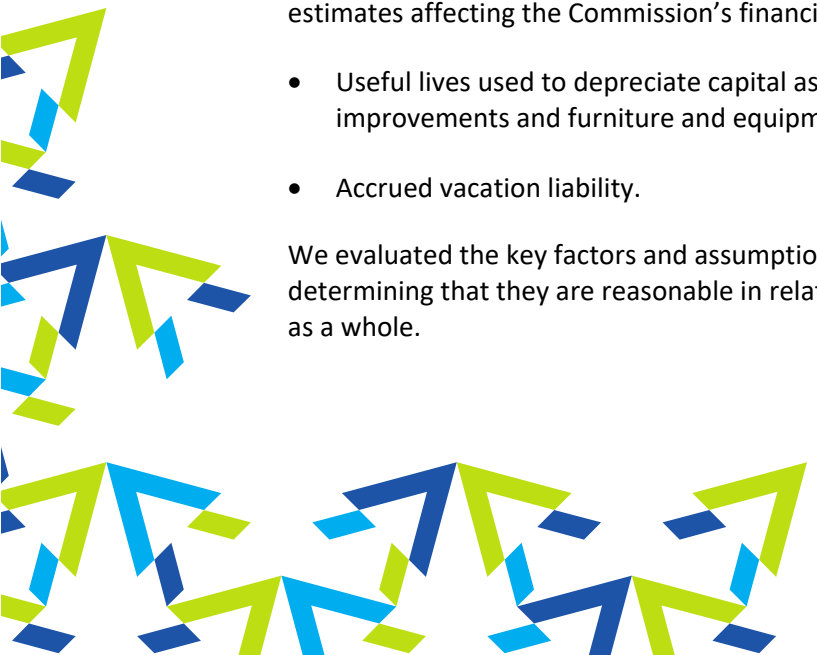 estimates affecting the Commission's financi
• Useful lives used to depreciate capital as
improvements and furniture and equipm
• Accrued vacation liability.
We evaluated the key factors and assumptio
determining that they are reasonable in rela
as a whole.